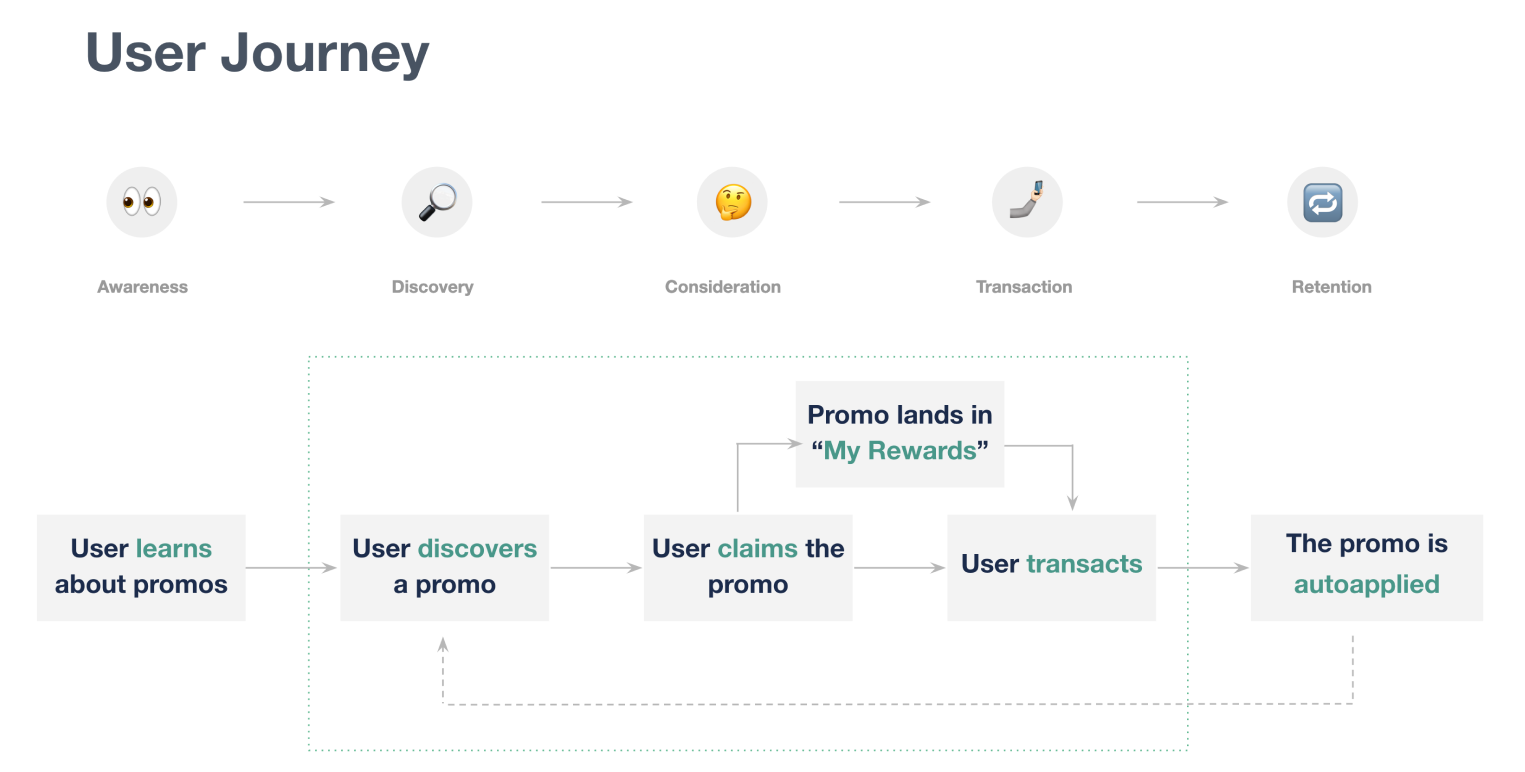 User Journey
Awareness
Discovery
Consideration
Transaction
Retention
Promo lands in
“My Rewards”
User learns
about promos
User discovers
a promo
User claims the
promo
User transacts
The promo is
autoapplied